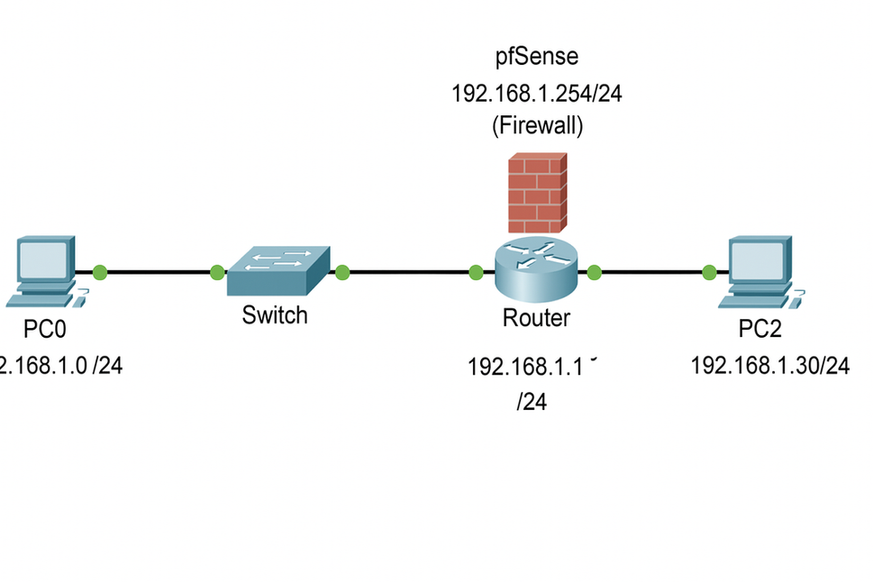 pfSense
192.168.1.254/24
(Firewall)
PC0
2.168.1.0 /24
Switch
Router
192.168.1.1
/24
PC2
192.168.1.30/24